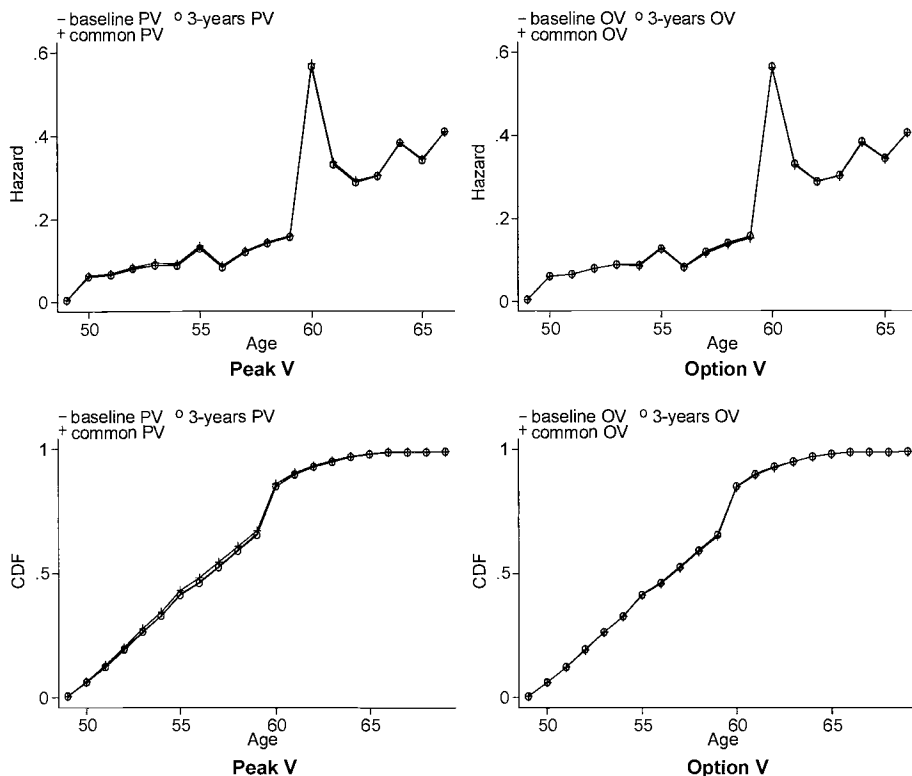 – baseline PV o 3-years PV
+ common PV
.6
.4
.2
0
Hazard
50 55 60 65
Age
Peak V
– baseline OV o 3-years OV
+ common OV
.6
.4
.2
0
Hazard
50 55 60 65
Age
Option V
– baseline PV o 3-years PV
+ common PV
1
.5
0
CDF
50 55 60 65
Age
Peak V
– baseline OV o 3-years OV
+ common OV
1
.5
0
CDF
50 55 60 65
Age
Option V